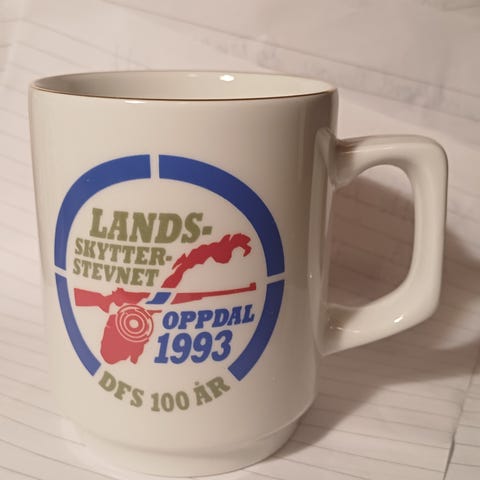 LANDS-
SKYTTER-
STEVNET
OPPDAL
1993
DFS 100 ÅR